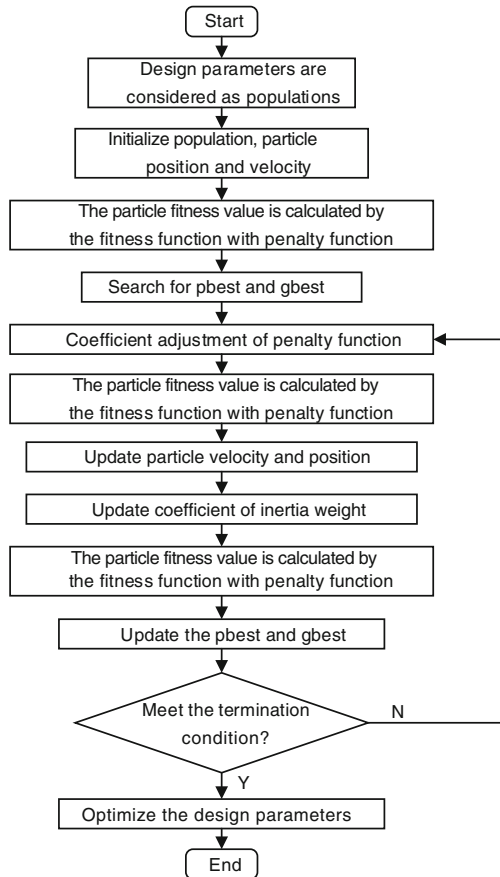 Start
Design parameters are
considered as populations
Initialize population, particle
position and velocity
The particle fitness value is calculated by
the fitness function with penalty function
Search for pbest and gbest
Coefficient adjustment of penalty function
The particle fitness value is calculated by
the fitness function with penalty function
Update particle velocity and position
Update coefficient of inertia weight
The particle fitness value is calculated by
the fitness function with penalty function
Update the pbest and gbest
Meet the termination
condition?
N
Y
Optimize the design parameters
End